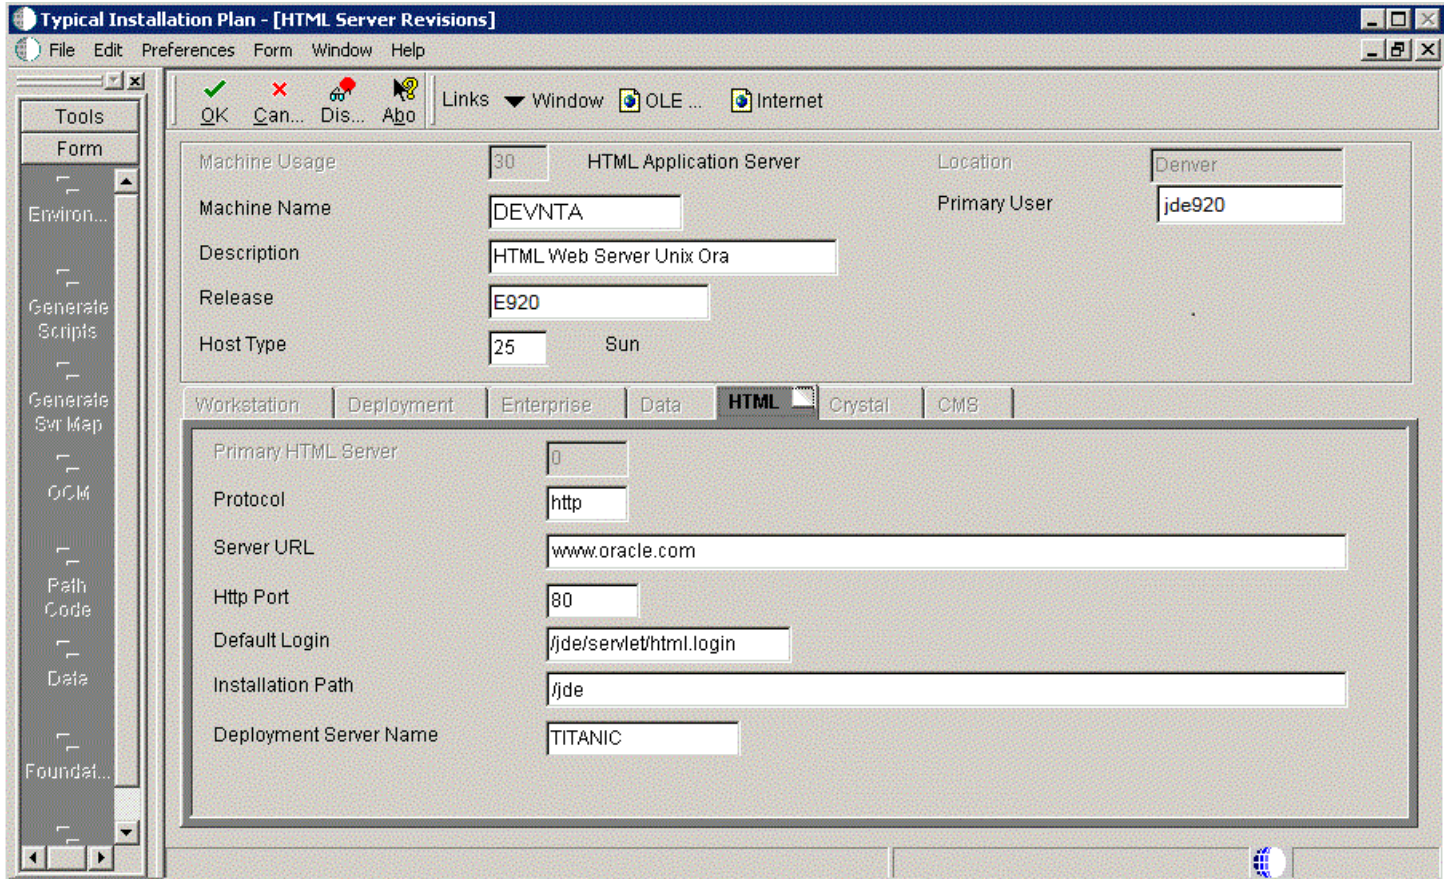 Typical Installation Plan - [HTML Server Revisions]
File Edit Preferences Form Window Help
OK Can... Dis... Abo Links Window OLE ... Internet
Tools
Form
Environ...
Generate
Scripts
Generate
Svr Map
OCM
Path
Code
Data
Foundat...
Machine Usage 30 HTML Application Server Location Denver
Machine Name DEVNTA Primary User jde920
Description HTML Web Server Unix Ora
Release E920
Host Type 25 Sun
Workstation Deployment Enterprise Data HTML Crystal CMS
Primary HTML Server 0
Protocol http
Server URL www.oracle.com
Http Port 80
Default Login /jde/servlet/html.login
Installation Path /jde
Deployment Server Name TITANIC